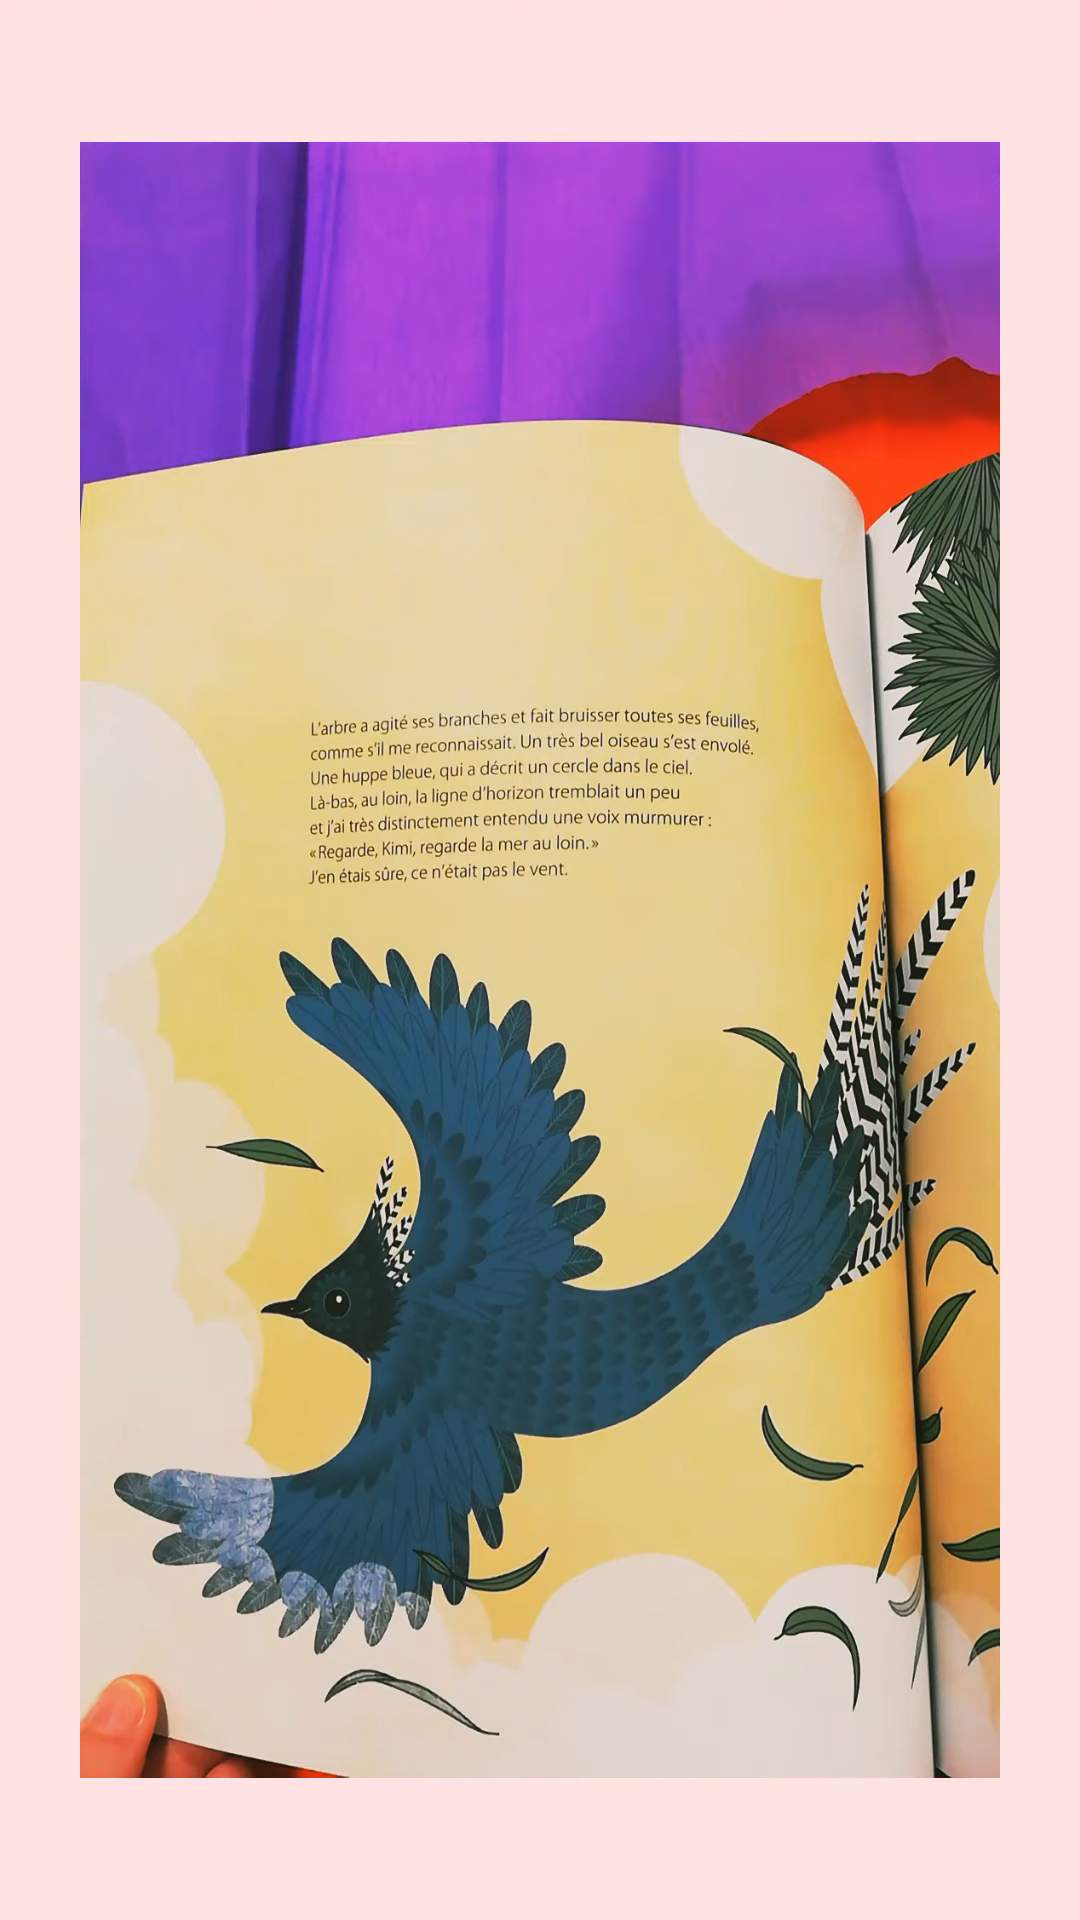 L'arbre a agité ses branches et fait bruisser toutes ses feuilles,
comme s'il me reconnaissait. Un très bel oiseau s'est envolé.
Une huppe bleue, qui a décrit un cercle dans le ciel.
Là-bas, au loin, la ligne d'horizon tremblait un peu
et j'ai très distinctement entendu une voix murmurer :
« Regarde, Kimi, regarde la mer au loin. »
J'en étais sûre, ce n'était pas le vent.